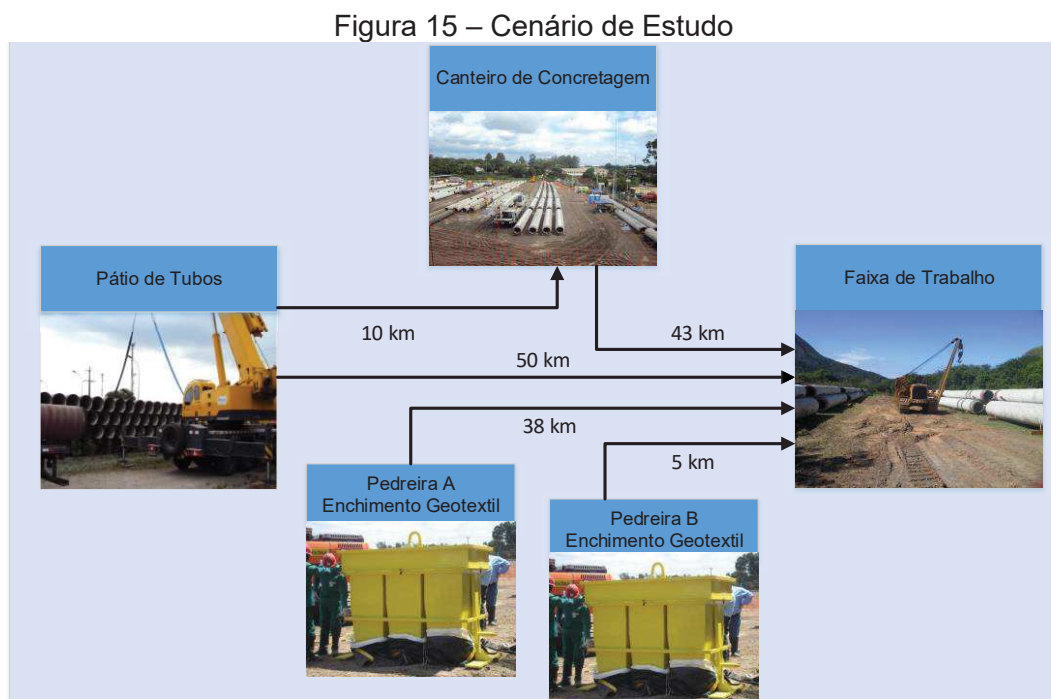 Figura 15 – Cenário de Estudo
Canteiro de Concretagem
Pátio de Tubos
Faixa de Trabalho
10 km
43 km
50 km
38 km
5 km
Pedreira A
Enchimento Geotextil
Pedreira B
Enchimento Geotextil